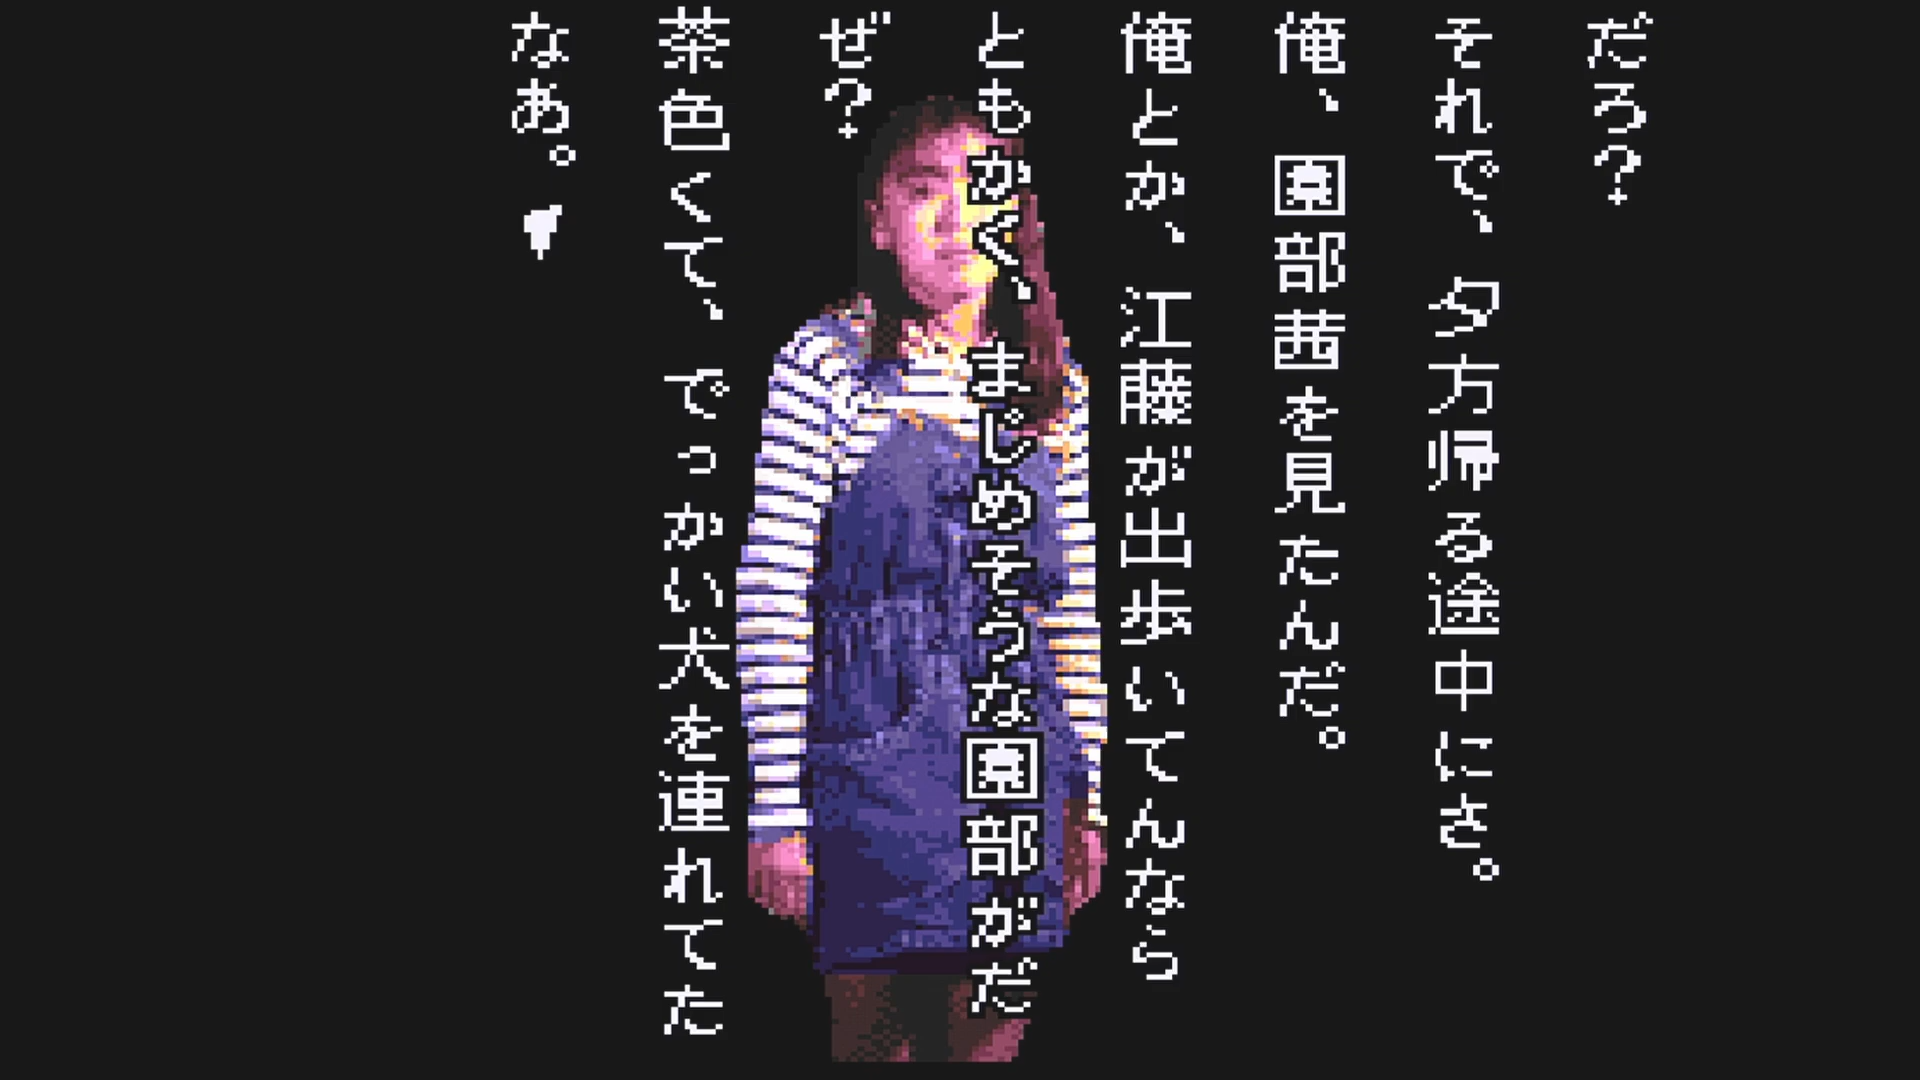 だろ?
それで、夕方帰る途中にさ。
俺、園部茜を見たんだ。
俺とか、江藤が出歩いてんなら
ともかく、まじめそうな園部がだ
ぜ?
茶色くて、でっかい犬を連れてた
なあ。